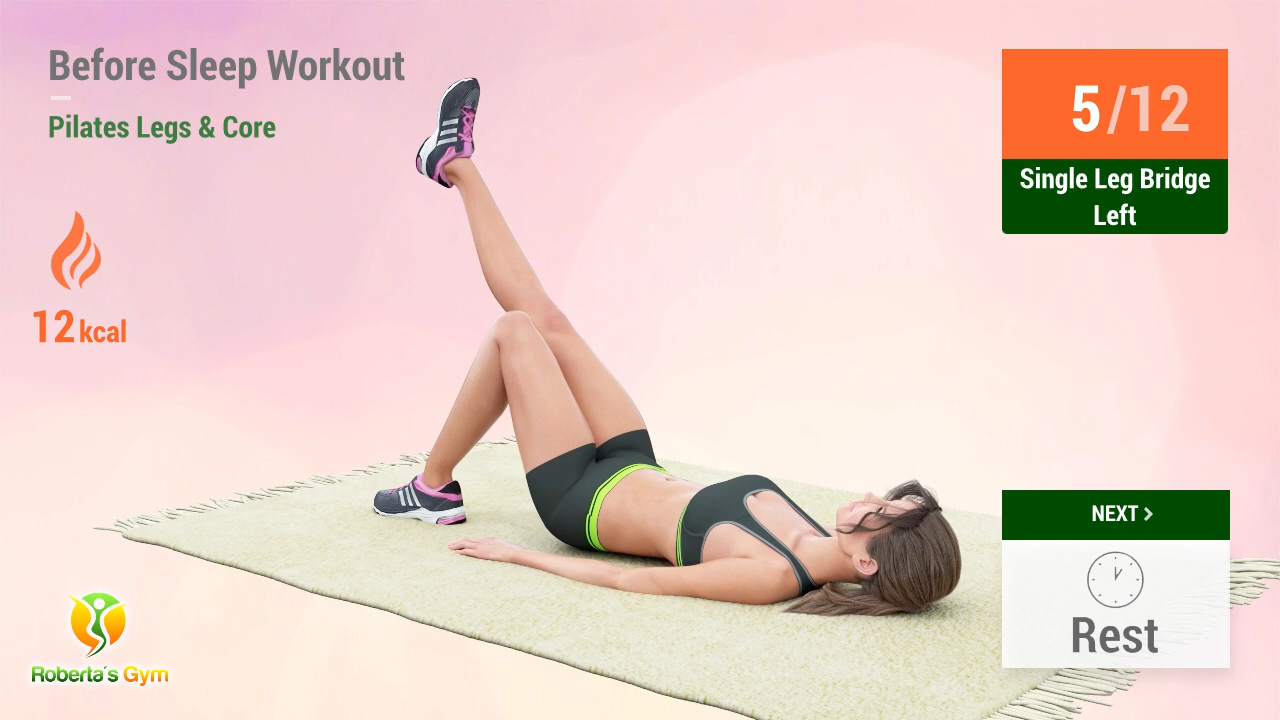 Before Sleep Workout
Pilates Legs & Core
5/12
Single Leg Bridge
Left
12 kcal
NEXT >
Rest
Roberta´s Gym